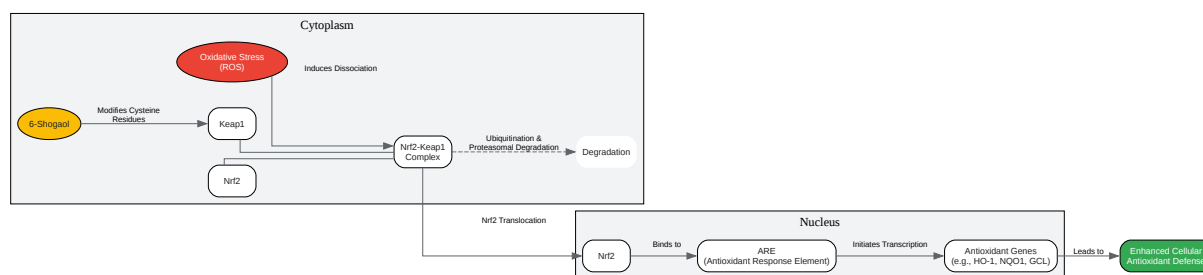 Cytoplasm
Oxidative Stress
(ROS)
Induces Dissociation
6-Shogaol
Modifies Cysteine
Residues
Keap1
Nrf2
Nrf2-Keap1
Complex
Ubiquitination &
Proteasomal Degradation
Degradation
Nrf2 Translocation
Nucleus
Nrf2
Binds to
ARE
(Antioxidant Response Element)
Initiates Transcription
Antioxidant Genes
(e.g., HO-1, NQO1, GCL)
Leads to
Enhanced Cellular
Antioxidant Defense